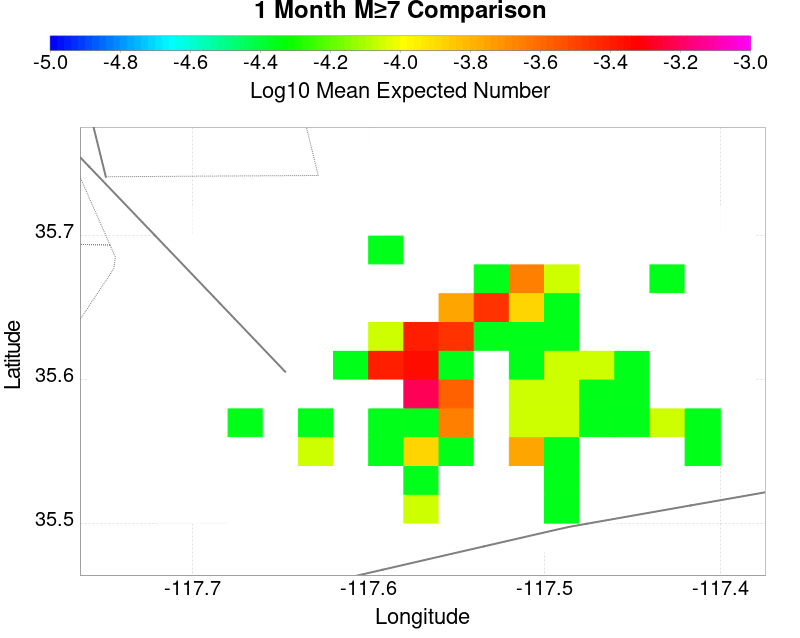 1 Month M≥7 Comparison
-5.0 -4.8 -4.6 -4.4 -4.2 -4.0 -3.8 -3.6 -3.4 -3.2 -3.0
Log10 Mean Expected Number
35.7
35.6
35.5
Latitude
-117.7 -117.6 -117.5 -117.4
Longitude